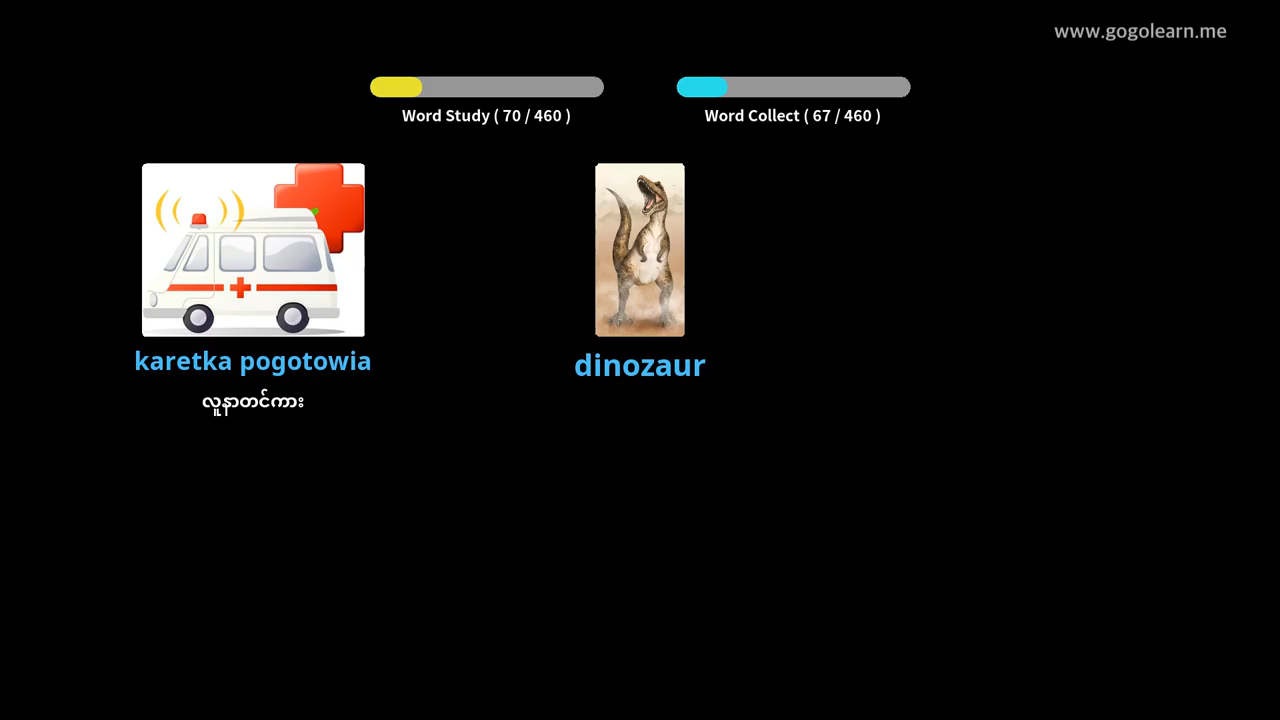 www.gogolearn.me
Word Study ( 70 / 460 )
Word Collect ( 67 / 460 )
karetka pogotowia
dinozaur
လူနာတင်ကား